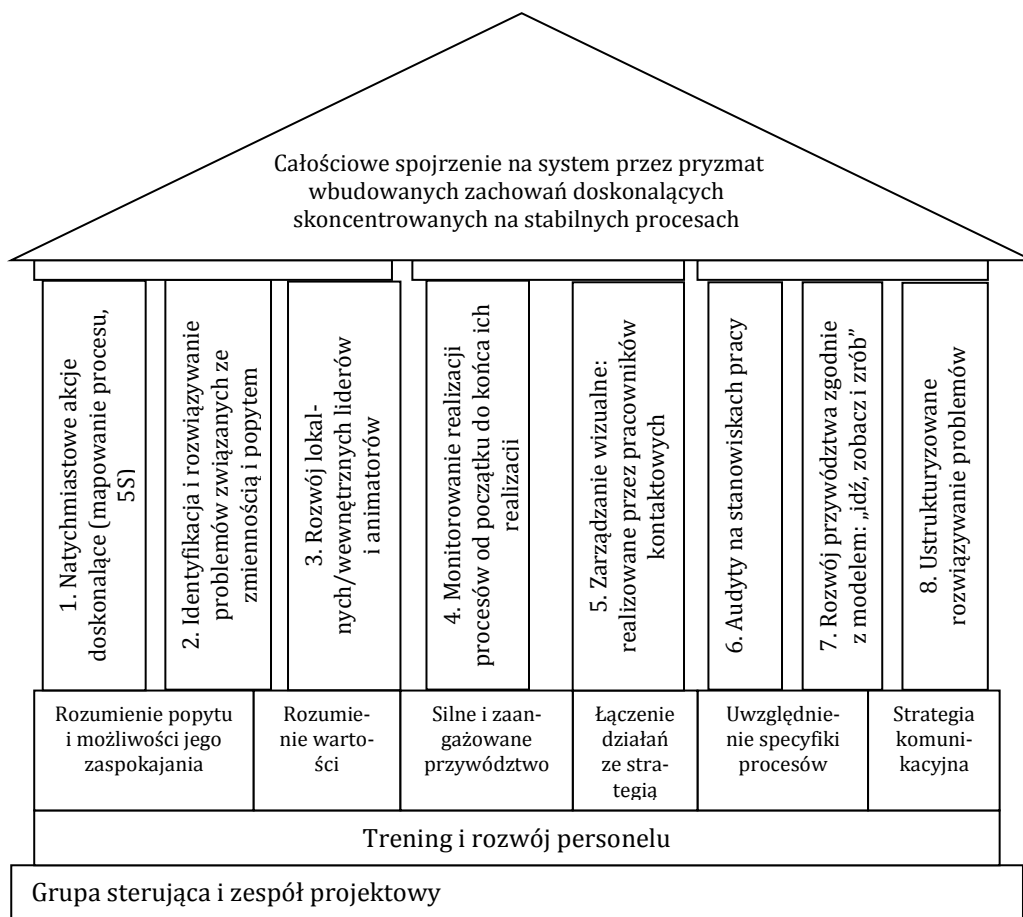 Całościowe spojrzenie na system przez pryzmat
wbudowanych zachowań doskonalących
skoncentrowanych na stabilnych procesach
1. Natychmiastowe akcje
doskonalące (mapowanie procesu,
5S)
2. Identyfikacja i rozwiązywanie
problemów związanych ze
zmiennością i popytem
3. Rozwój lokal-
nych/wewnętrznych liderów
i animatorów
4. Monitorowanie realizacji
procesów od początku do końca ich
realizacji
5. Zarządzanie wizualne:
realizowane przez pracowników
kontaktowych
6. Audyty na stanowiskach pracy
7. Rozwój przywództwa zgodnie
z modelem: „idź, zobacz i zrób”
8. Ustrukturyzowane
rozwiązywanie problemów
Rozumienie popytu
i możliwości jego
zaspokajania
Rozumie-
nie warto-
ści
Silne i zaan-
gażowane
przywództwo
Łączenie
działań
ze stra-
tegią
Uwzględnie-
nie specyfiki
procesów
Strategia
komuni-
kacyjna
Trening i rozwój personelu
Grupa sterująca i zespół projektowy